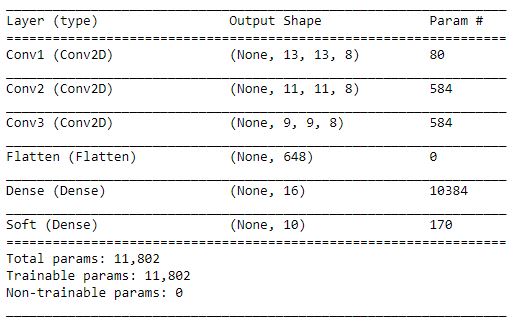 Layer (type) Output Shape Param #
Conv1 (Conv2D) (None, 13, 13, 8) 80
Conv2 (Conv2D) (None, 11, 11, 8) 584
Conv3 (Conv2D) (None, 9, 9, 8) 584
Flatten (Flatten) (None, 648) 0
Dense (Dense) (None, 16) 10384
Soft (Dense) (None, 10) 170
Total params: 11,802
Trainable params: 11,802
Non-trainable params: 0